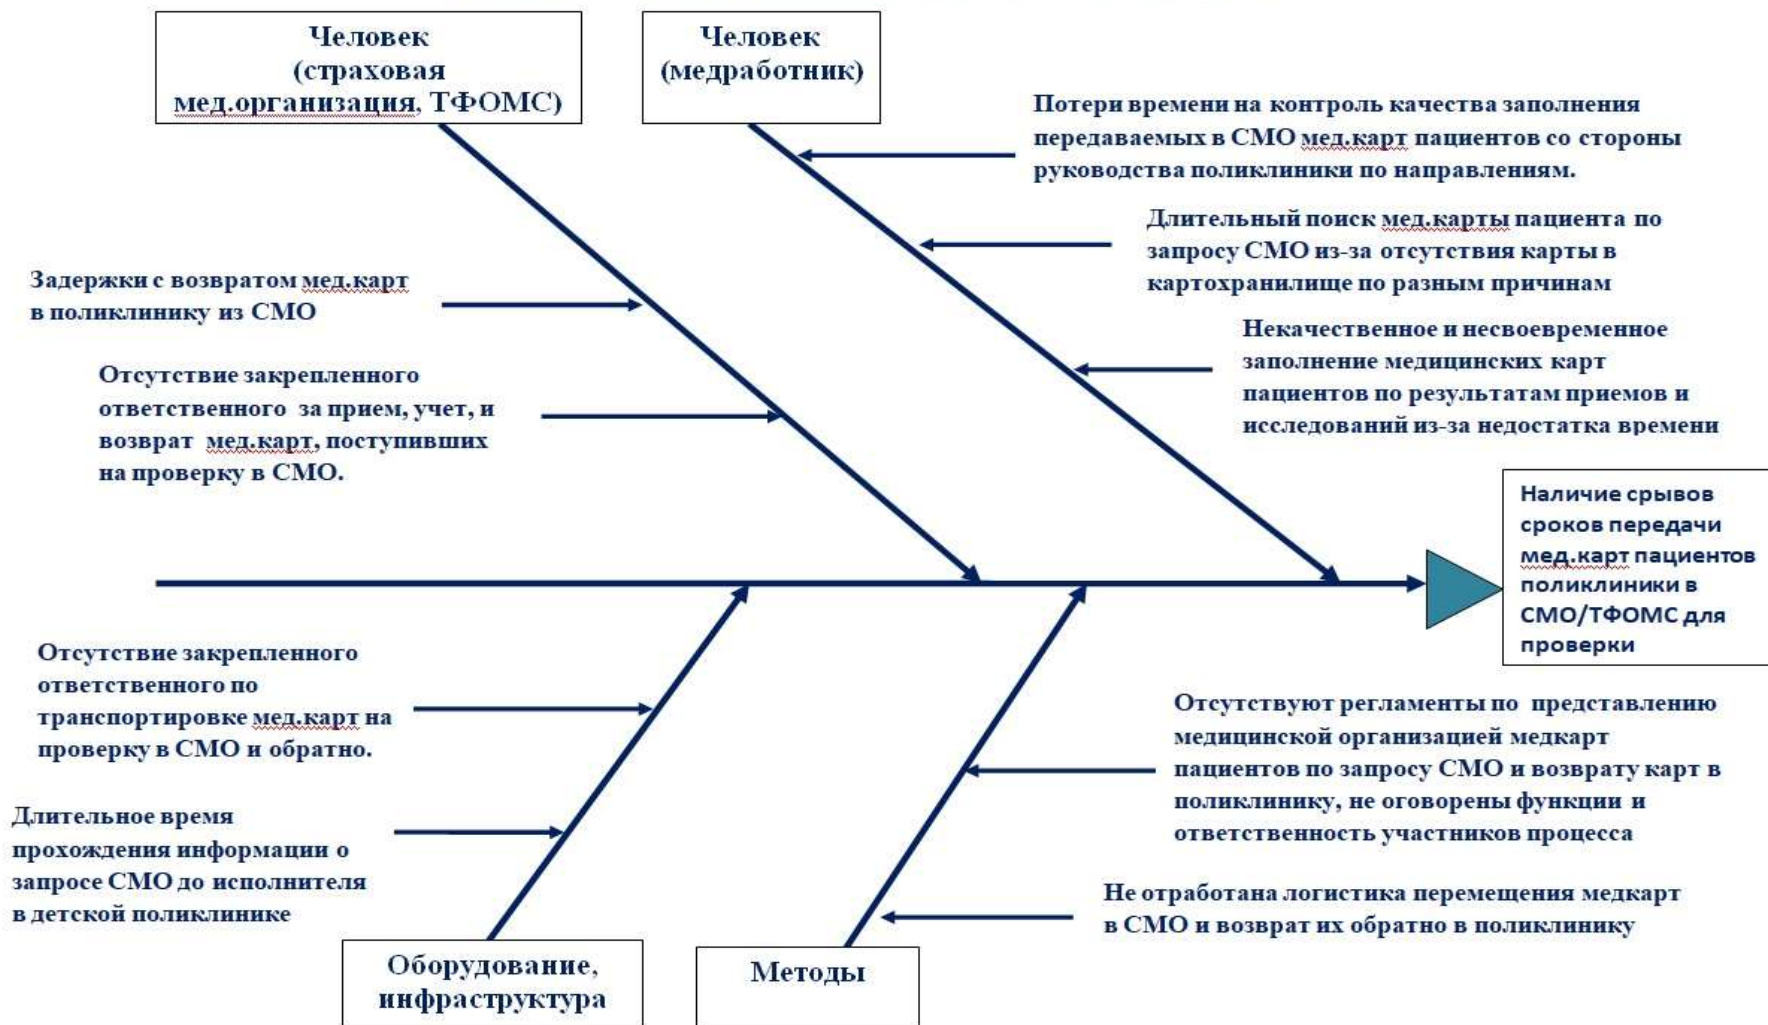 Человек
(страховая
мед.организация, ТФОМС)
Человек
(медработник)
Потери времени на контроль качества заполнения
передаваемых в СМО мед.карт пациентов со стороны
руководства поликлиники по направлениям.
Длительный поиск мед.карты пациента по
запросу СМО из-за отсутствия карты в
картохранилище по разным причинам
Задержки с возвратом мед.карт
в поликлинику из СМО
Некачественное и несвоевременное
заполнение медицинских карт
пациентов по результатам приемов и
исследований из-за недостатка времени
Отсутствие закрепленного
ответственного за прием, учет, и
возврат мед.карт, поступивших
на проверку в СМО.
Наличие срывов
сроков передачи
мед.карт пациентов
поликлиники в
СМО/ТФОМС для
проверки
Отсутствие закрепленного
ответственного по
транспортировке мед.карт на
проверку в СМО и обратно.
Отсутствуют регламенты по представлению
медицинской организацией медкарт
пациентов по запросу СМО и возврату карт в
поликлинику, не оговорены функции и
ответственность участников процесса
Длительное время
прохождения информации о
запросе СМО до исполнителя
в детской поликлинике
Не отработана логистика перемещения медкарт
в СМО и возврат их обратно в поликлинику
Оборудование,
инфраструктура
Методы